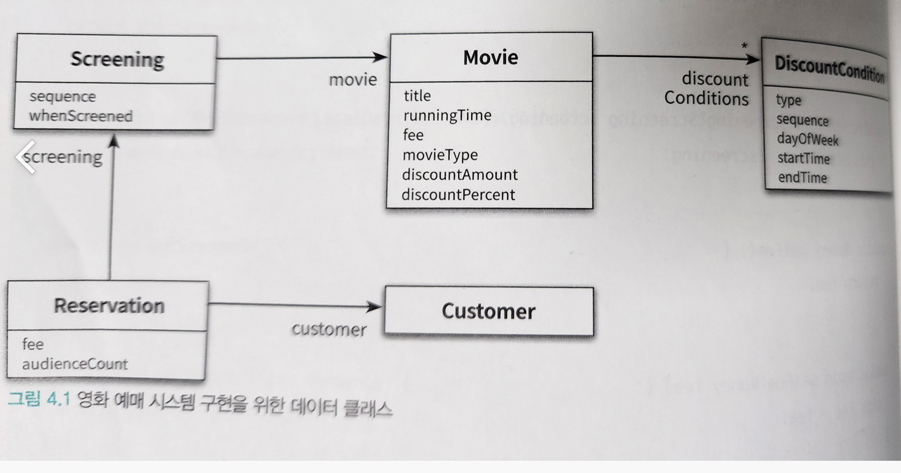 Screening
sequence
whenScreened
movie
Movie
title
runningTime
fee
movieType
discountAmount
discountPercent
*
discount
Conditions
DiscountCondition
type
sequence
dayOfWeek
startTime
endTime
screening
Reservation
fee
audienceCount
customer
Customer
그림 4.1 영화 예매 시스템 구현을 위한 데이터 클래스